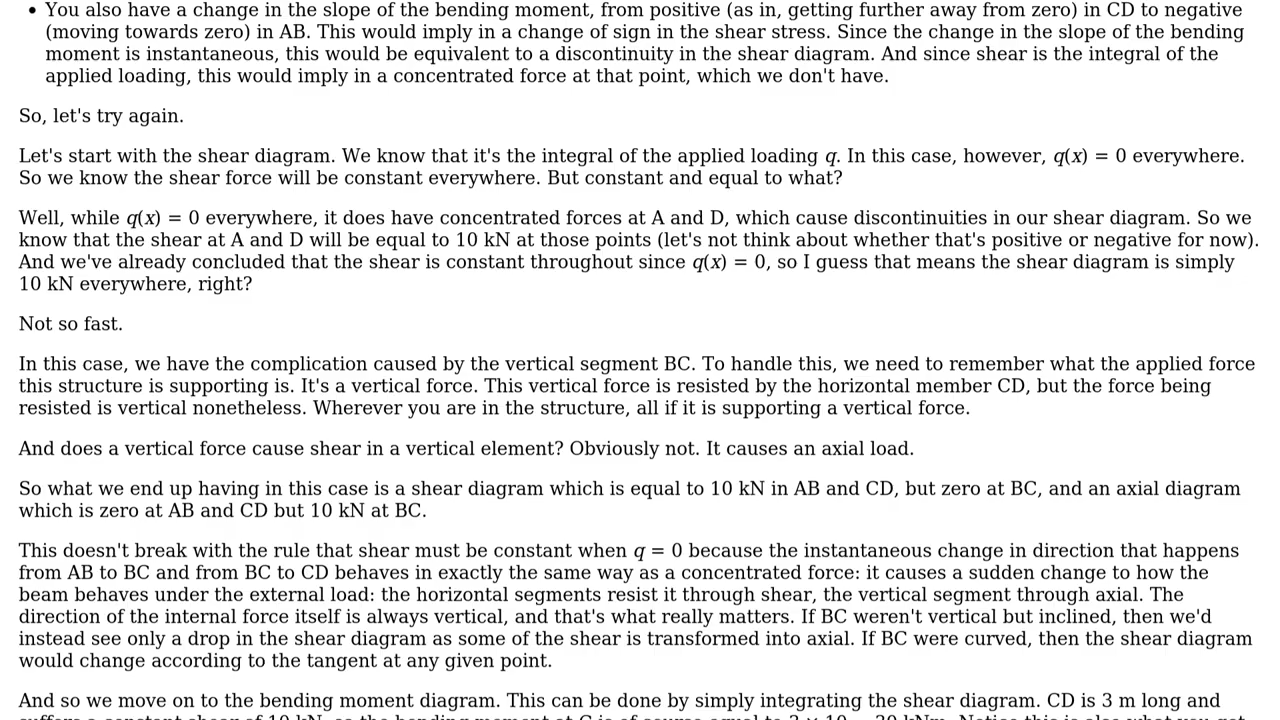 • You also have a change in the slope of the bending moment, from positive (as in, getting further away from zero) in CD to negative
(moving towards zero) in AB. This would imply in a change of sign in the shear stress. Since the change in the slope of the bending
moment is instantaneous, this would be equivalent to a discontinuity in the shear diagram. And since shear is the integral of the
applied loading, this would imply in a concentrated force at that point, which we don't have.
So, let's try again.
Let's start with the shear diagram. We know that it's the integral of the applied loading q. In this case, however, q(x) = 0 everywhere.
So we know the shear force will be constant everywhere. But constant and equal to what?
Well, while q(x) = 0 everywhere, it does have concentrated forces at A and D, which cause discontinuities in our shear diagram. So we
know that the shear at A and D will be equal to 10 kN at those points (let's not think about whether that's positive or negative for now).
And we've already concluded that the shear is constant throughout since q(x) = 0, so I guess that means the shear diagram is simply
10 kN everywhere, right?
Not so fast.
In this case, we have the complication caused by the vertical segment BC. To handle this, we need to remember what the applied force
this structure is supporting is. It's a vertical force. This vertical force is resisted by the horizontal member CD, but the force being
resisted is vertical nonetheless. Wherever you are in the structure, all if it is supporting a vertical force.
And does a vertical force cause shear in a vertical element? Obviously not. It causes an axial load.
So what we end up having in this case is a shear diagram which is equal to 10 kN in AB and CD, but zero at BC, and an axial diagram
which is zero at AB and CD but 10 kN at BC.
This doesn't break with the rule that shear must be constant when q = 0 because the instantaneous change in direction that happens
from AB to BC and from BC to CD behaves in exactly the same way as a concentrated force: it causes a sudden change to how the
beam behaves under the external load: the horizontal segments resist it through shear, the vertical segment through axial. The
direction of the internal force itself is always vertical, and that's what really matters. If BC weren't vertical but inclined, then we'd
instead see only a drop in the shear diagram as some of the shear is transformed into axial. If BC were curved, then the shear diagram
would change according to the tangent at any given point.
And so we move on to the bending moment diagram. This can be done by simply integrating the shear diagram. CD is 3 m long and